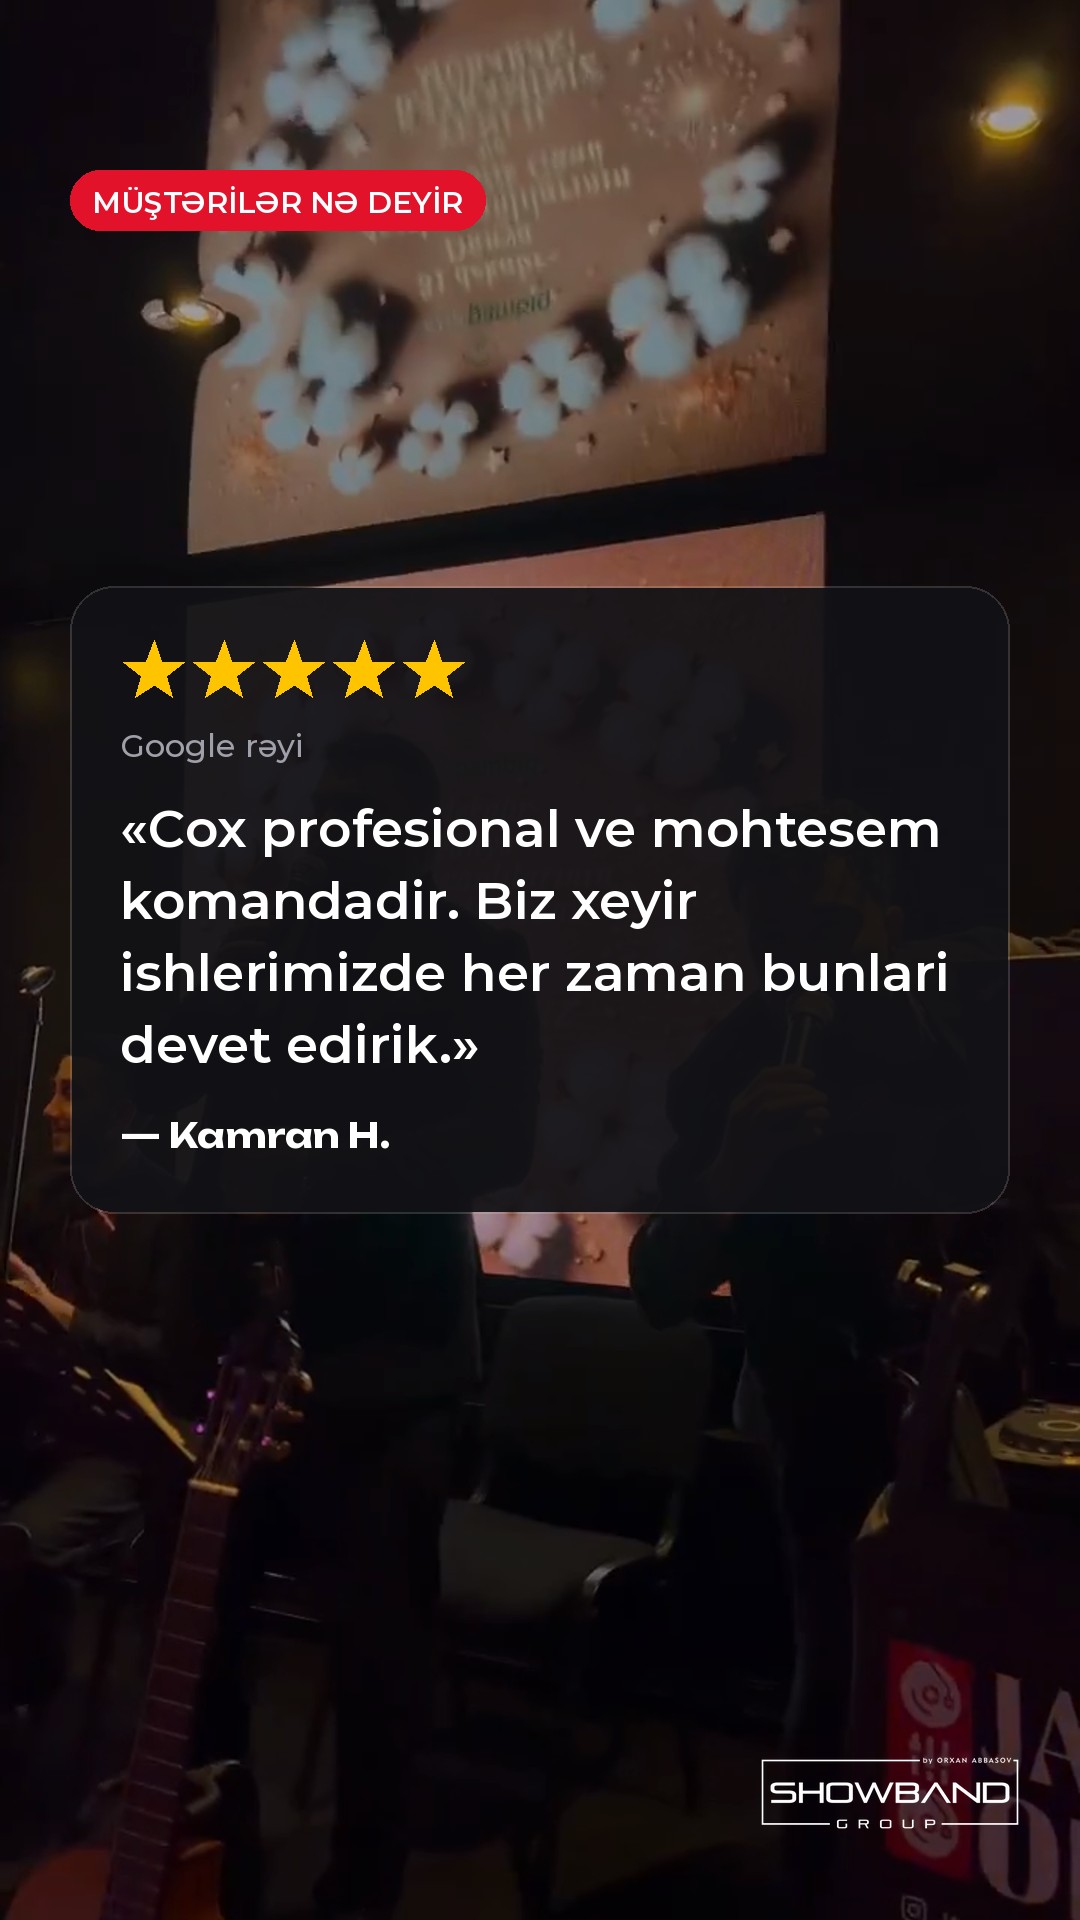 MÜŞTƏRİLƏR NƏ DEYİR
Google rəyi
«Cox profesional ve mohtesem
komandadir. Biz xeyir
ishlerimizde her zaman bunlari
devet edirik.»
— Kamran H.
by ORXAN ABBASOV
SHOWBAND
GROUP
JA